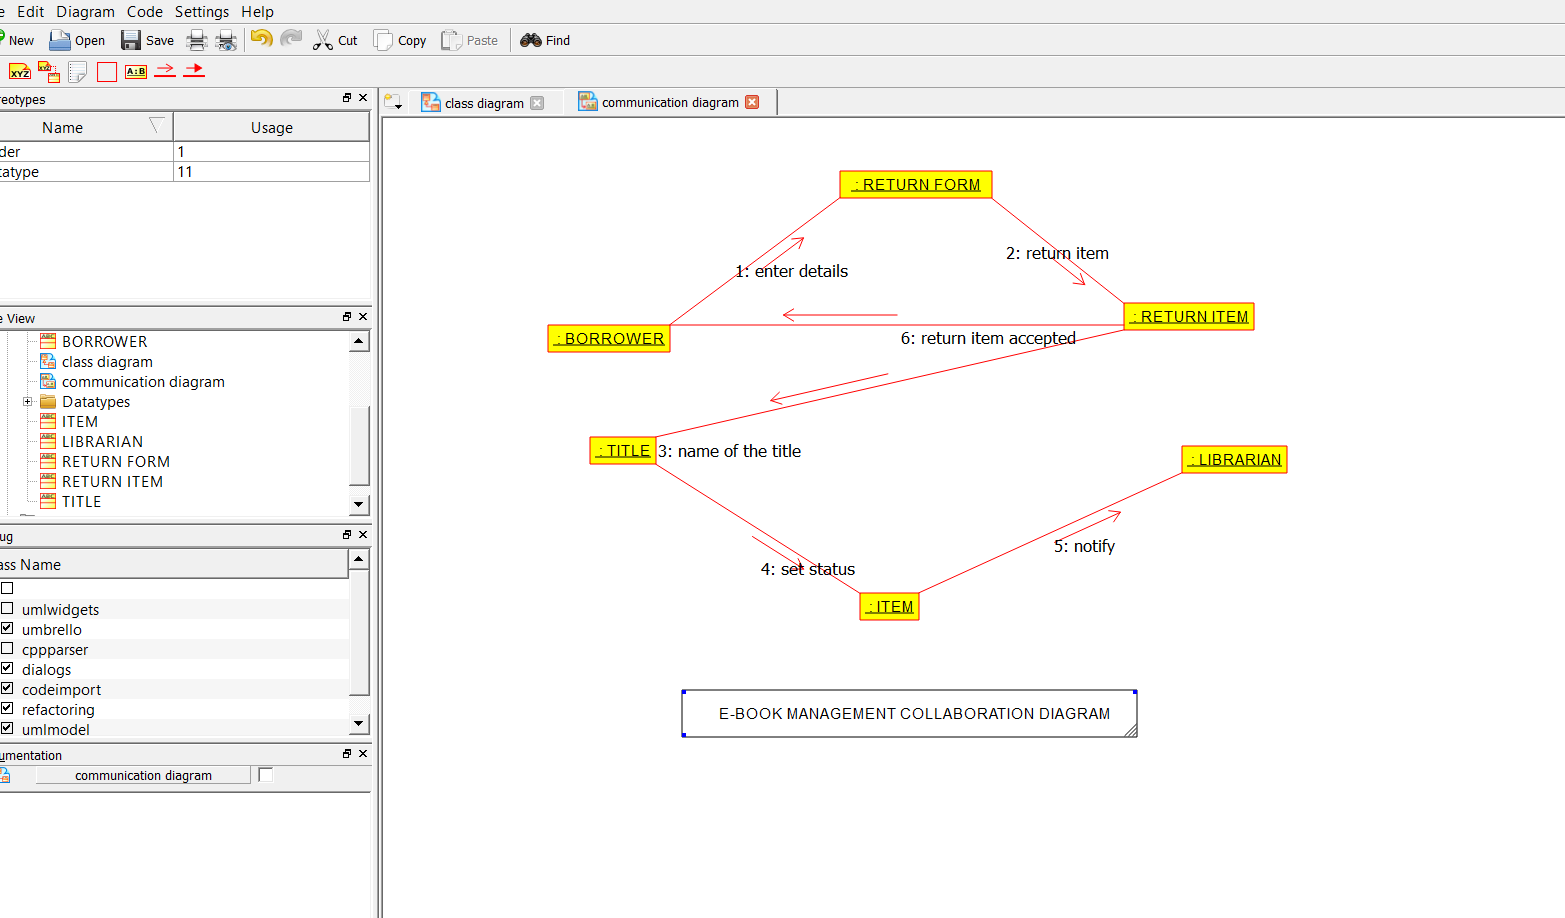 e Edit Diagram Code Settings Help
New Open Save Cut Copy Paste Find
XYZ XYZ A:B
reotypes
class diagram communication diagram
Name Usage
der 1
tatype 11
: RETURN FORM
1: enter details
2: return item
: RETURN ITEM
: BORROWER
6: return item accepted
: TITLE 3: name of the title
: LIBRARIAN
4: set status
5: notify
: ITEM
E-BOOK MANAGEMENT COLLABORATION DIAGRAM
e View
BORROWER
class diagram
communication diagram
Datatypes
ITEM
LIBRARIAN
RETURN FORM
RETURN ITEM
TITLE
ug
ass Name
umlwidgets
umbrello
cppparser
dialogs
codeimport
refactoring
umlmodel
umentation
communication diagram